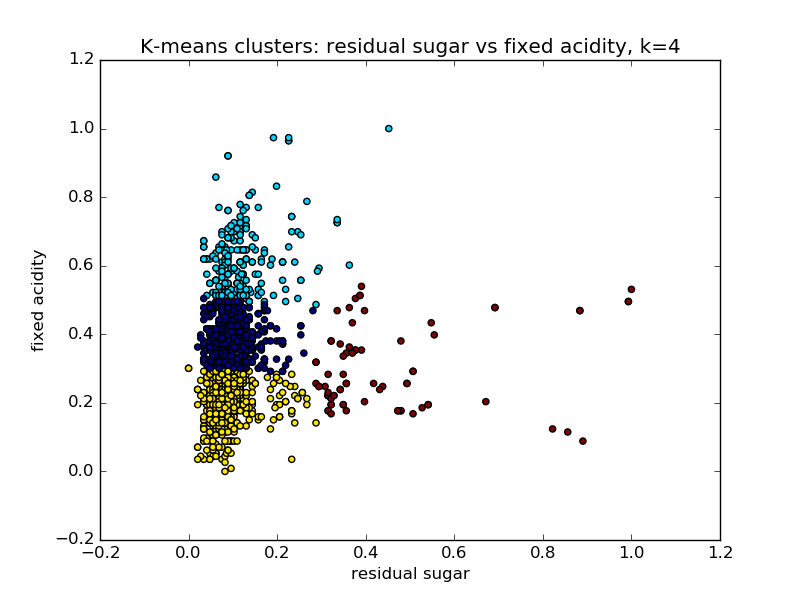 K-means clusters: residual sugar vs fixed acidity, k=4
1.2
1.0
0.8
0.6
0.4
0.2
0.0
−0.2
fixed acidity
−0.2 0.0 0.2 0.4 0.6 0.8 1.0 1.2
residual sugar